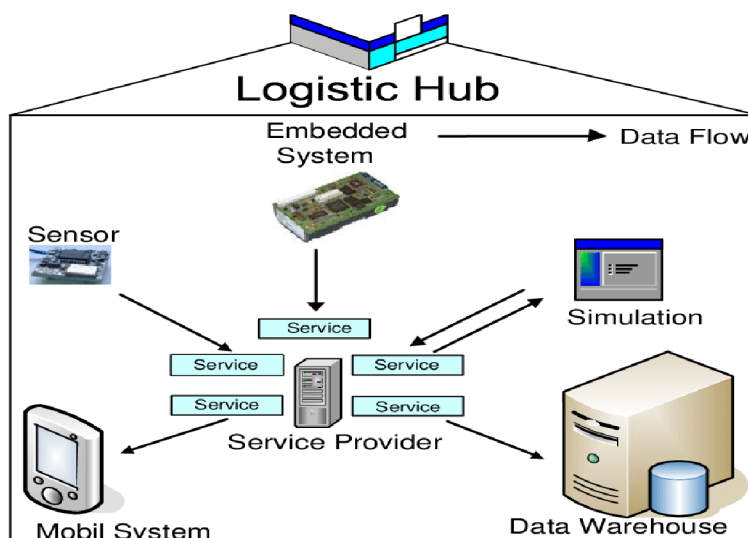 Logistic Hub
Embedded
System
Data Flow
Sensor
Simulation
Service
Service
Service
Service
Service
Service Provider
Mobil System
Data Warehouse